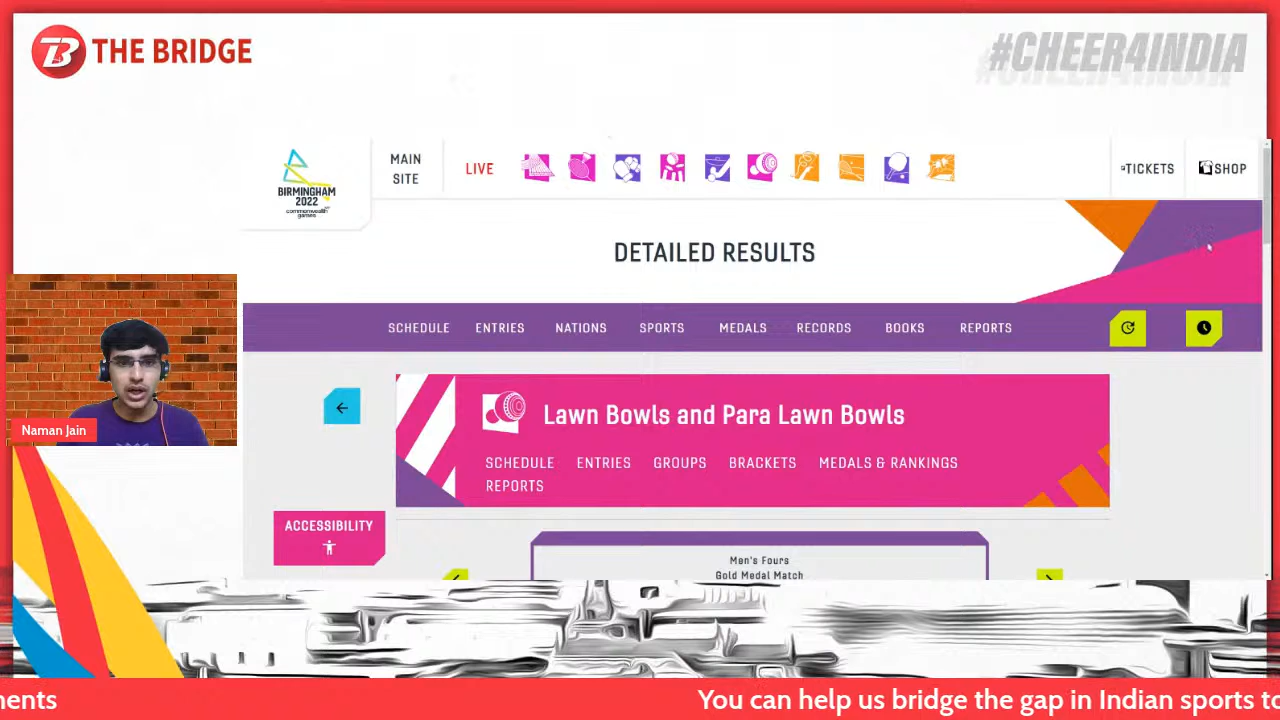 THE BRIDGE
#CHEER4INDIA
MAIN
SITE
LIVE
TICKETS
SHOP
BIRMINGHAM
2022
commonwealth
games
DETAILED RESULTS
SCHEDULE ENTRIES NATIONS SPORTS MEDALS RECORDS BOOKS REPORTS
Lawn Bowls and Para Lawn Bowls
SCHEDULE ENTRIES GROUPS BRACKETS MEDALS & RANKINGS
REPORTS
Naman Jain
ACCESSIBILITY
Men's Fours
Gold Medal Match
nents
You can help us bridge the gap in Indian sports to